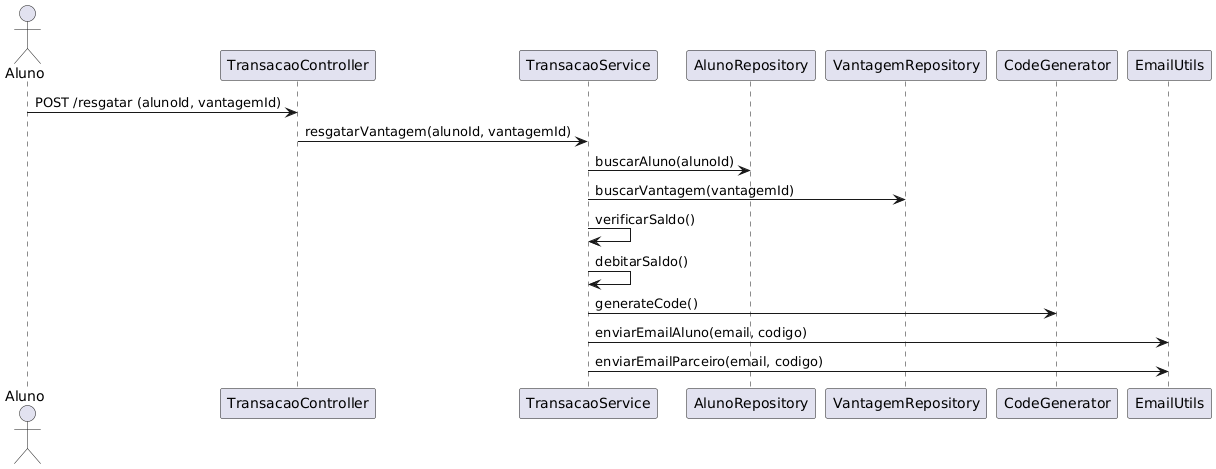 Aluno
TransacaoController
TransacaoService
AlunoRepository
VantagemRepository
CodeGenerator
EmailUtils
POST /resgatar (alunoId, vantagemId)
resgatarVantagem(alunoId, vantagemId)
buscarAluno(alunoId)
buscarVantagem(vantagemId)
verificarSaldo()
debitarSaldo()
generateCode()
enviarEmailAluno(email, codigo)
enviarEmailParceiro(email, codigo)
Aluno
TransacaoController
TransacaoService
AlunoRepository
VantagemRepository
CodeGenerator
EmailUtils